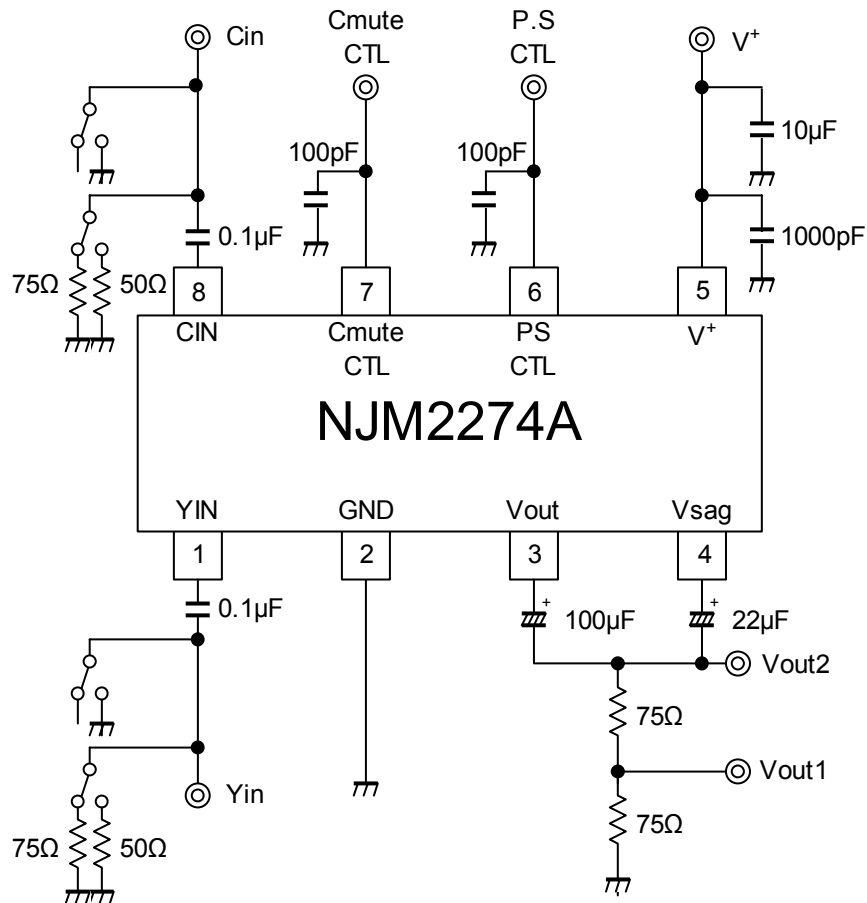 Cin
Cmute
CTL
P.S
CTL
V+
100pF
100pF
10µF
0.1µF
1000pF
75Ω
50Ω
8
7
6
5
CIN
Cmute
CTL
PS
CTL
V+
NJM2274A
YIN
GND
Vout
Vsag
1
2
3
4
0.1µF
+
100µF
+
22µF
Vout2
75Ω
Vout1
Yin
75Ω
75Ω
50Ω